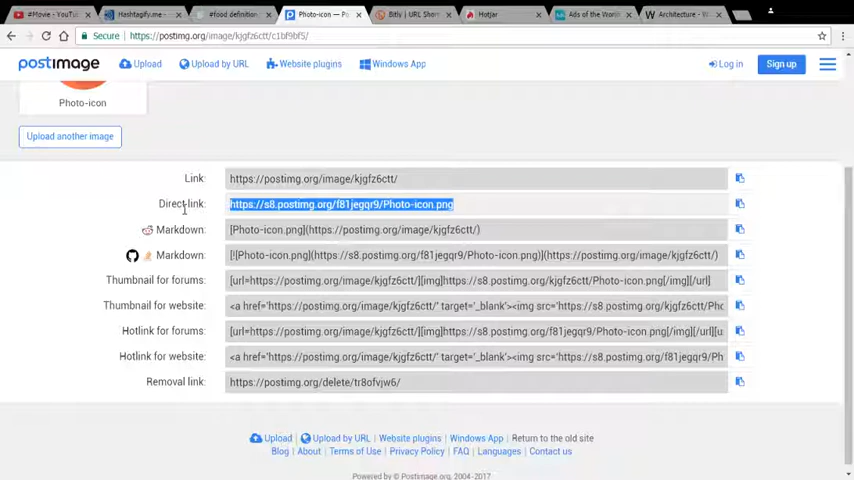 #Movie - YouTu
Hashtagify.me -
#food definition
Photo-icon — P
Bitly | URL Short
Hotjar
Ads of the World
Architecture - Wi
Secure
https://postimg.org/image/kjgfz6ctt/c1bf9bf5/
postimage
Upload
Upload by URL
Website plugins
Windows App
Log in
Sign up
Photo-icon
Upload another image
Link: https://postimg.org/image/kjgfz6ctt/
Direct link: https://s8.postimg.org/f81jegqr9/Photo-icon.png
Markdown: [Photo-icon.png](https://postimg.org/image/kjgfz6ctt/)
Markdown: [![Photo-icon.png](https://s8.postimg.org/f81jegqr9/Photo-icon.png)](https://postimg.org/image/kjgfz6ctt/)
Thumbnail for forums: [url=https://postimg.org/image/kjgfz6ctt/][img]https://s8.postimg.org/kjgfz6ctt/Photo-icon.png[/img][/url]
Thumbnail for website: <a href='https://postimg.org/image/kjgfz6ctt/' target='_blank'><img src='https://s8.postimg.org/kjgfz6ctt/Pho
Hotlink for forums: [url=https://postimg.org/image/kjgfz6ctt/][img]https://s8.postimg.org/f81jegqr9/Photo-icon.png[/img][/url][u
Hotlink for website: <a href='https://postimg.org/image/kjgfz6ctt/' target='_blank'><img src='https://s8.postimg.org/f81jegqr9/Ph
Removal link: https://postimg.org/delete/tr8ofvjw6/
Upload | Upload by URL | Website plugins | Windows App | Return to the old site
Blog | About | Terms of Use | Privacy Policy | FAQ | Languages | Contact us
Powered by © Postimage.org, 2004-2017